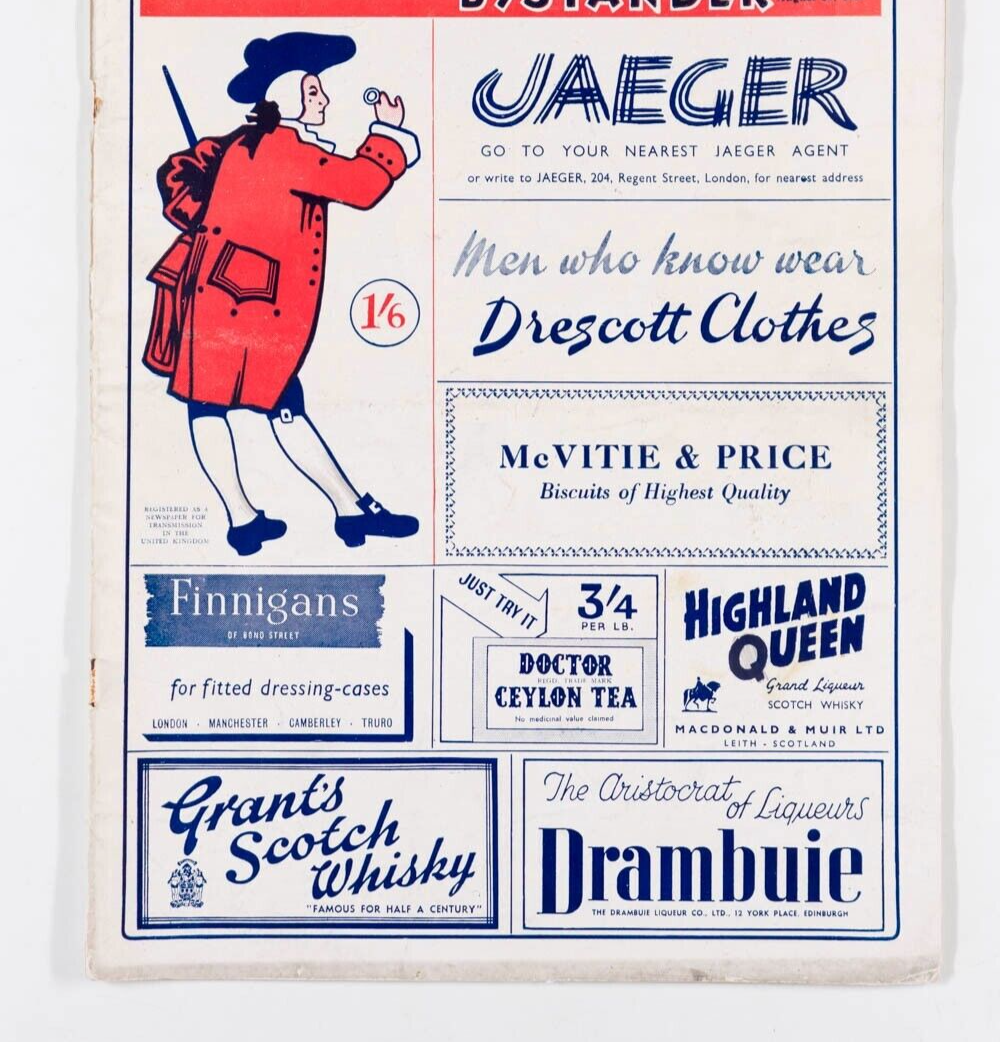 BYSTANDER
JAEGER
GO TO YOUR NEAREST JAEGER AGENT
or write to JAEGER, 204, Regent Street, London, for nearest address
Men who know wear
Drescott Clothes
1/6
McVITIE & PRICE
Biscuits of Highest Quality
REGISTERED AS A
NEWSPAPER FOR
TRANSMISSION
IN THE
UNITED KINGDOM
Finnigans
OF BOND STREET
for fitted dressing-cases
LONDON · MANCHESTER · CAMBERLEY · TRURO
JUST TRY IT
3/4
PER LB.
DOCTOR
REGD. TRADE MARK
CEYLON TEA
No medicinal value claimed
HIGHLAND
QUEEN
Grand Liqueur
SCOTCH WHISKY
MACDONALD & MUIR LTD
LEITH - SCOTLAND
Grant's
Scotch
Whisky
"FAMOUS FOR HALF A CENTURY"
The Aristocrat
of Liqueurs
Drambuie
THE DRAMBUIE LIQUEUR CO., LTD., 12 YORK PLACE, EDINBURGH